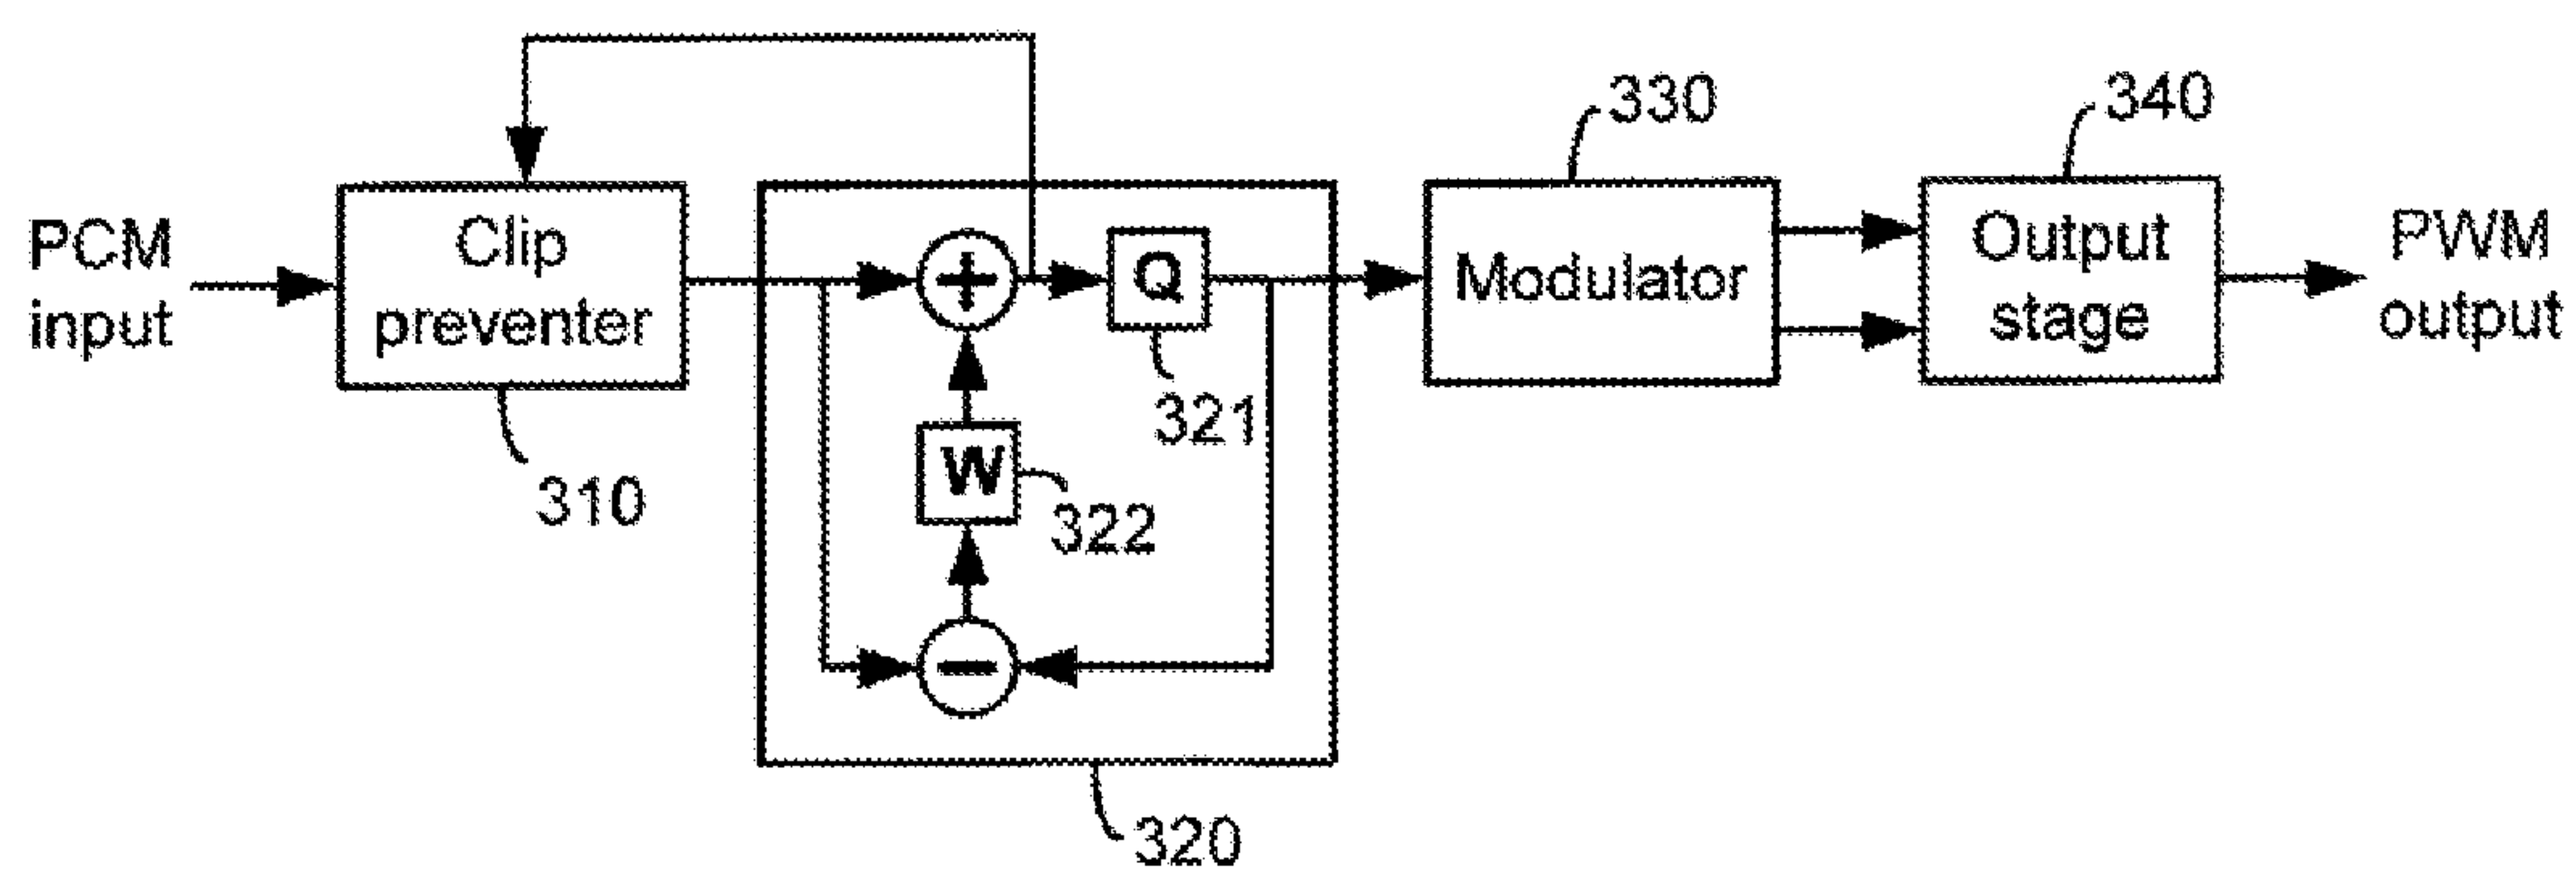 330
340
PCM
input
Clip
preventer
+
Q
Modulator
Output
stage
PWM
output
321
W
322
310
−
320